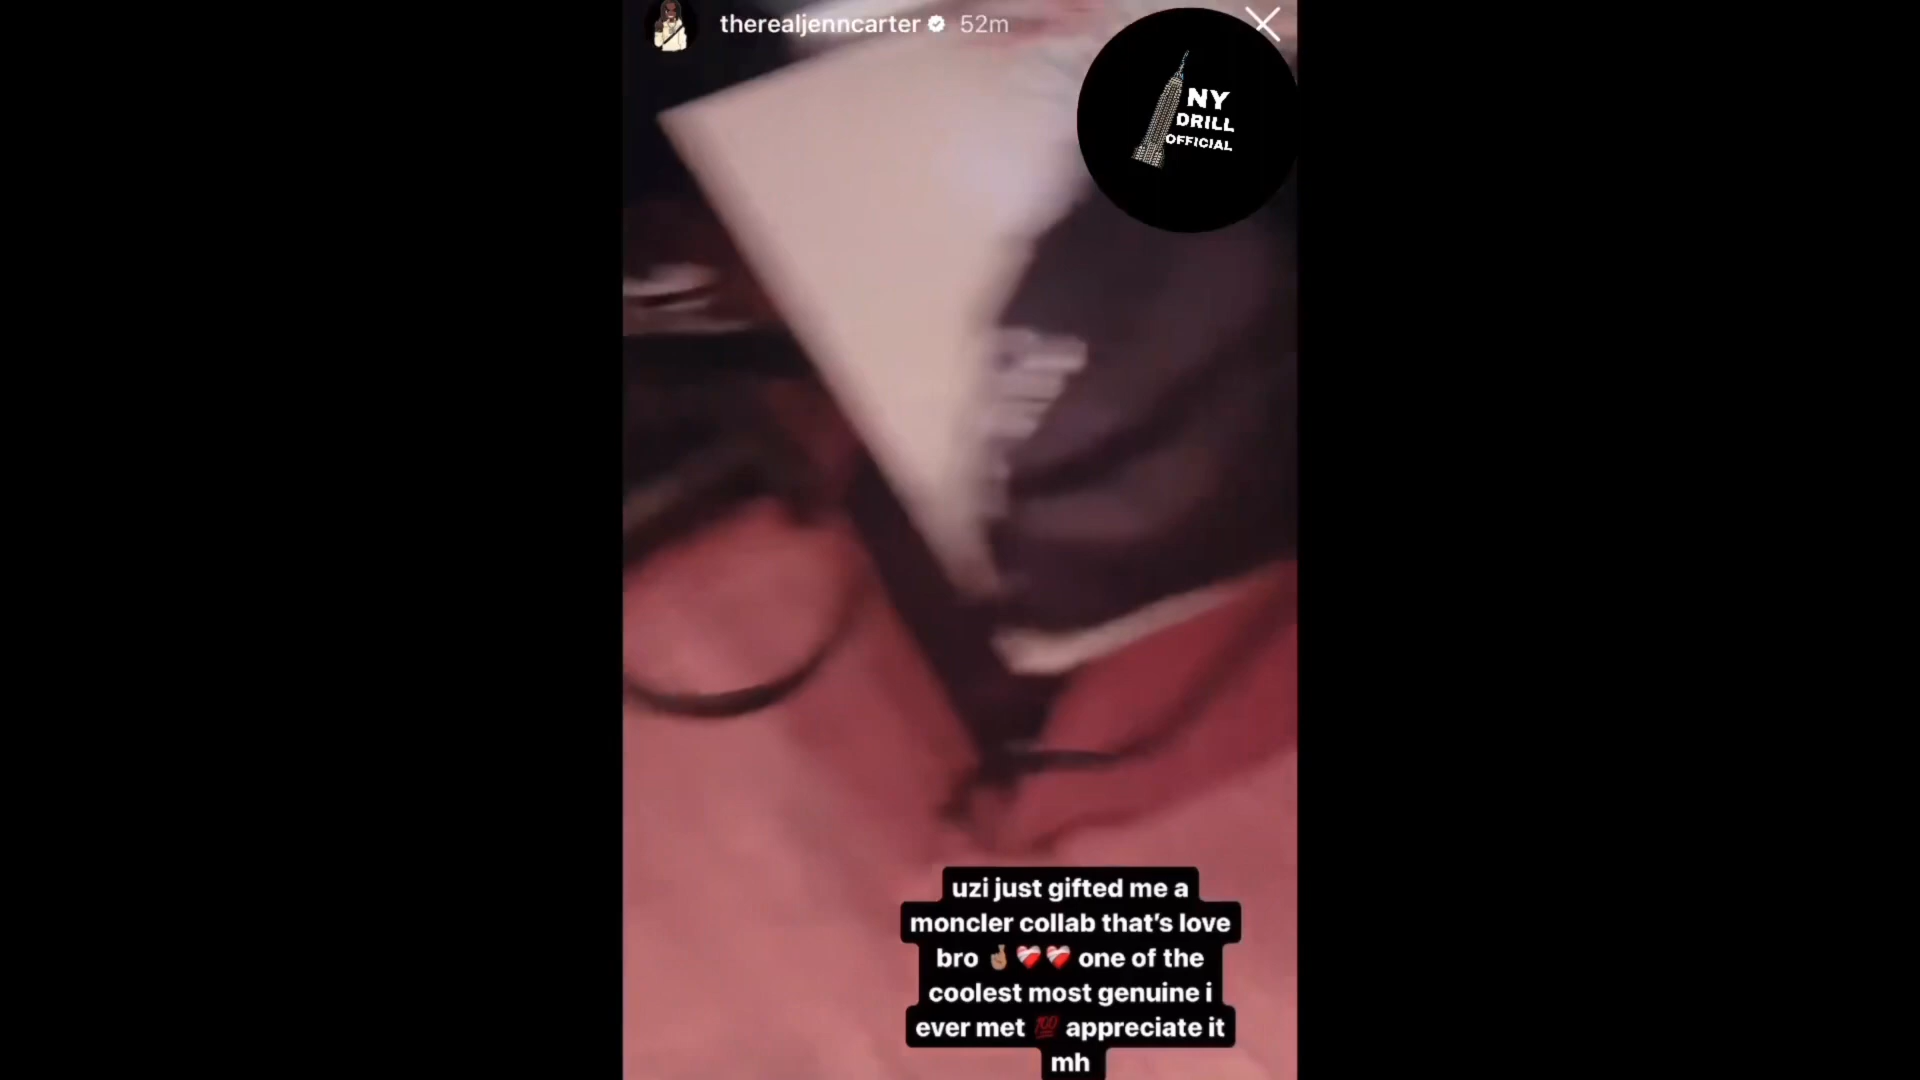 therealjenncarter 52m
NY
DRILL
OFFICIAL
uzi just gifted me a
moncler collab that's love
bro 🤞🏽❤️‍🩹❤️‍🩹 one of the
coolest most genuine i
ever met 💯 appreciate it
mh